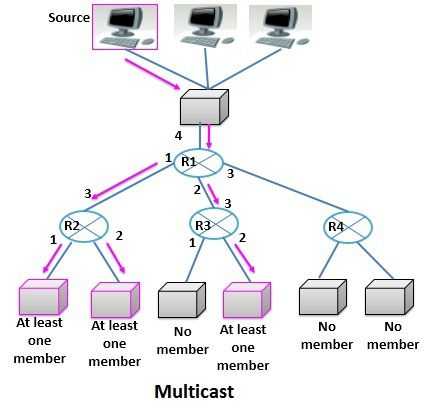 Source
4
1 R1
2 3
3 3
R2 R3 R4
1 2 1 2
At least
one
member
At least
one
member
No
member
At least
one
member
No
member
No
member
Multicast